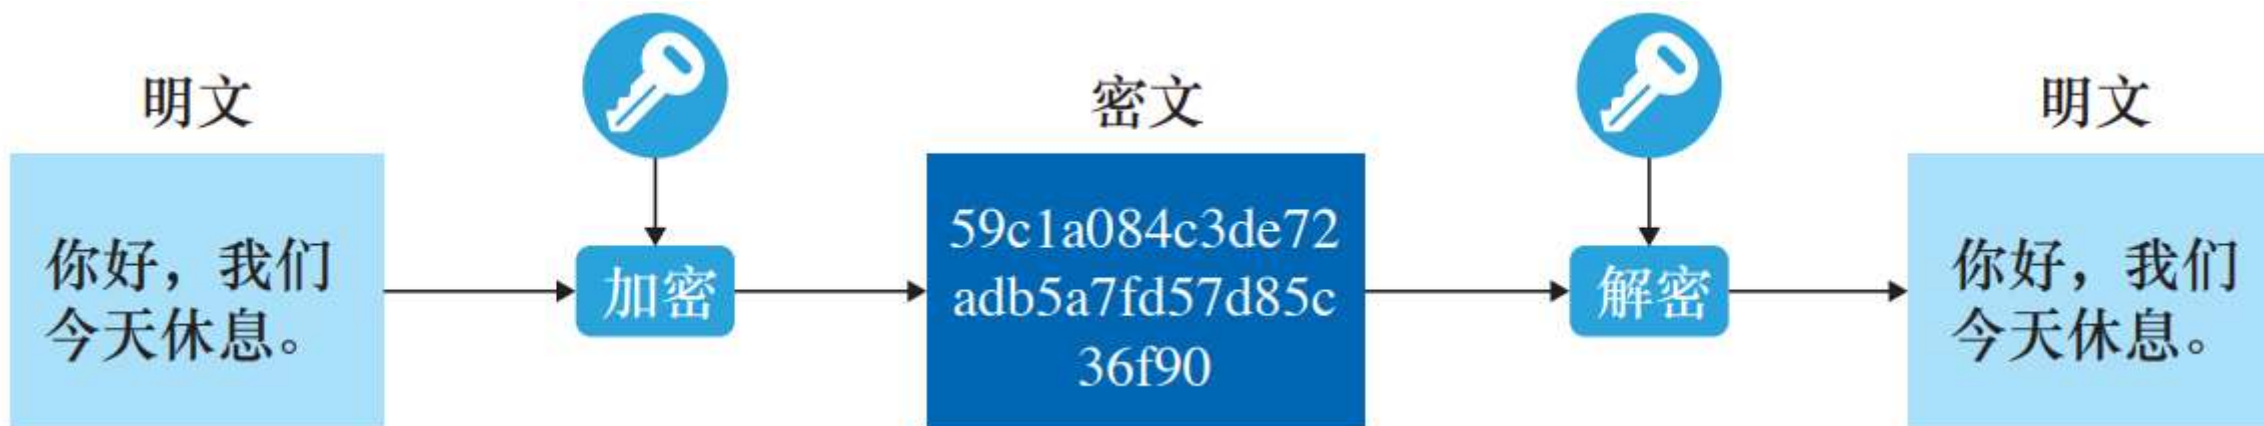 明文
你好，我们
今天休息。
加密
密文
59c1a084c3de72
adb5a7fd57d85c
36f90
解密
明文
你好，我们
今天休息。